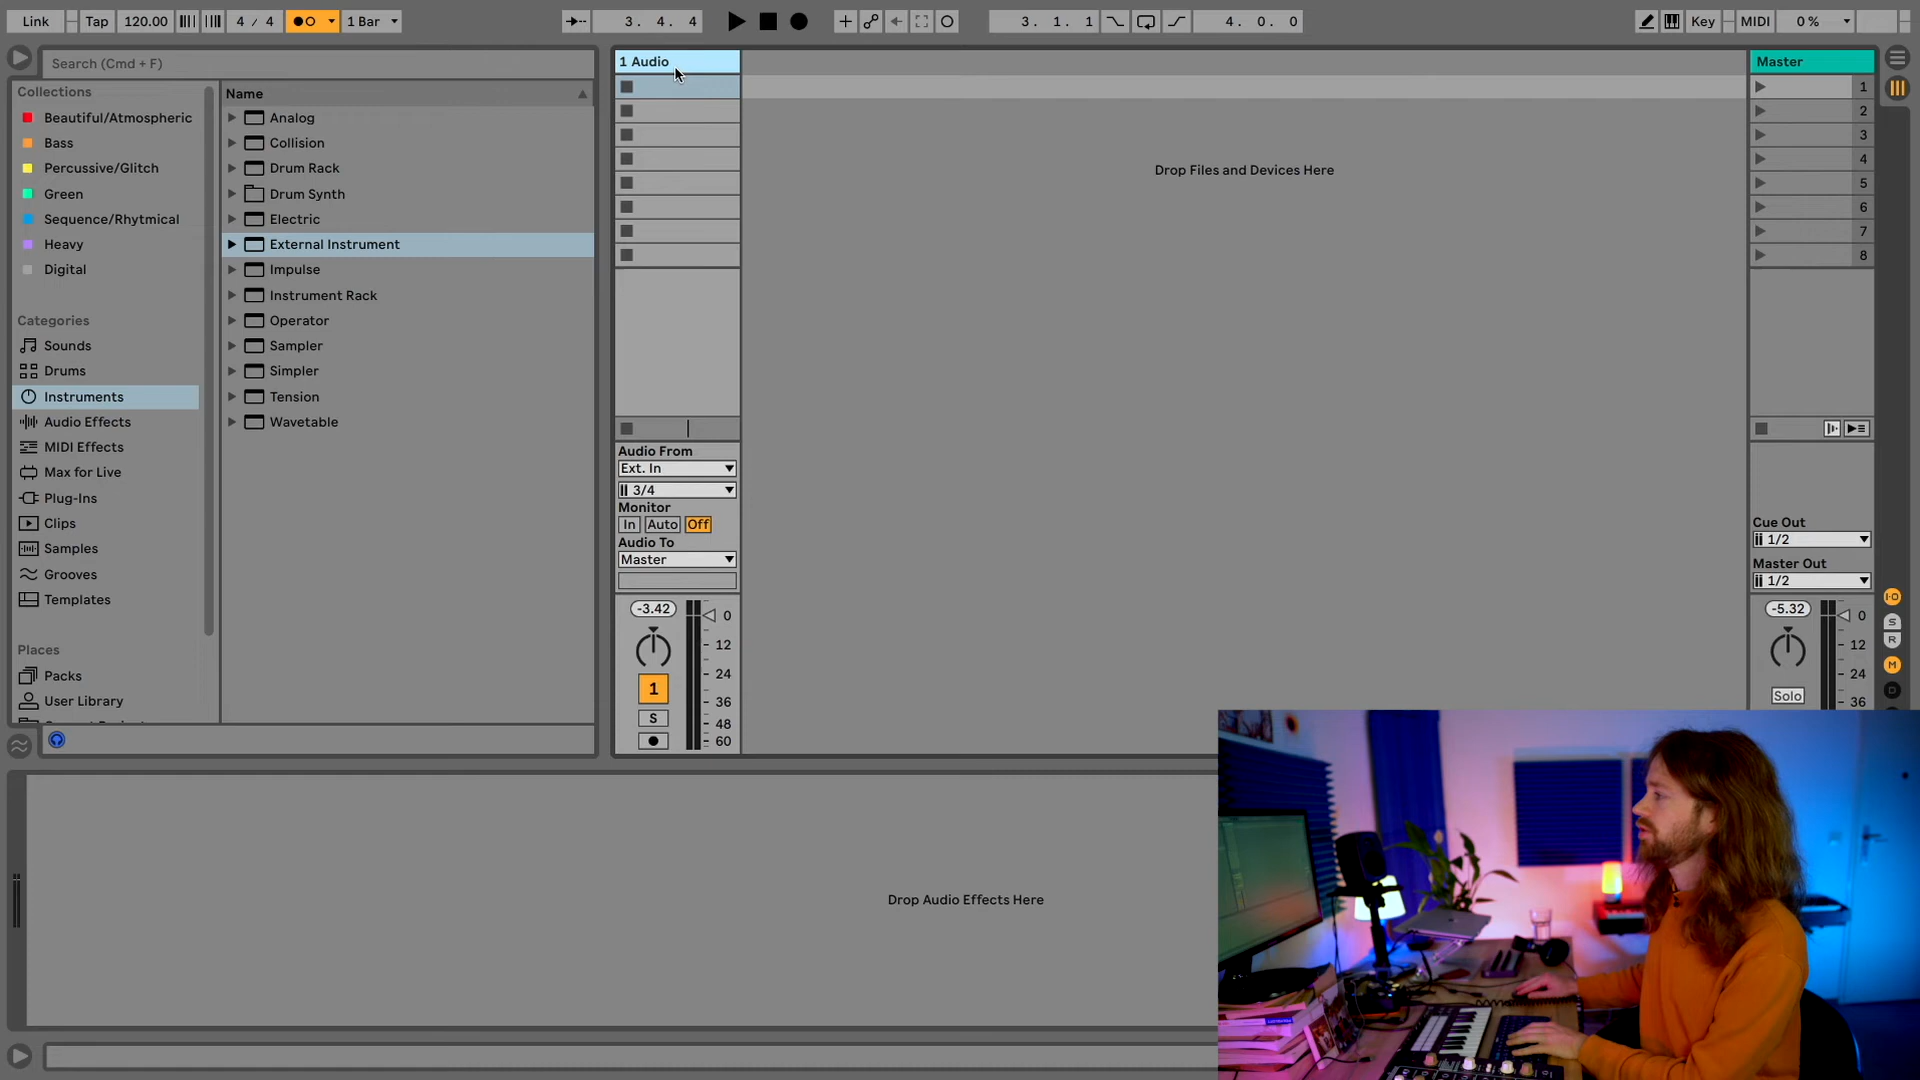 Link Tap 120.00 4 / 4 1 Bar 3. 4. 4 3. 1. 1 4. 0. 0 Key MIDI 0 %
Search (Cmd + F)
Collections
Beautiful/Atmospheric
Bass
Percussive/Glitch
Green
Sequence/Rhytmical
Heavy
Digital
Categories
Sounds
Drums
Instruments
Audio Effects
MIDI Effects
Max for Live
Plug-Ins
Clips
Samples
Grooves
Templates
Places
Packs
User Library
Name
Analog
Collision
Drum Rack
Drum Synth
Electric
External Instrument
Impulse
Instrument Rack
Operator
Sampler
Simpler
Tension
Wavetable
1 Audio
Audio From
Ext. In
3/4
Monitor
In Auto Off
Audio To
Master
-3.42
0
12
24
36
48
60
1
S
Drop Files and Devices Here
Master
1
2
3
4
5
6
7
8
Cue Out
1/2
Master Out
1/2
-5.32
0
12
24
36
Solo
I-O
S
R
M
D
Drop Audio Effects Here